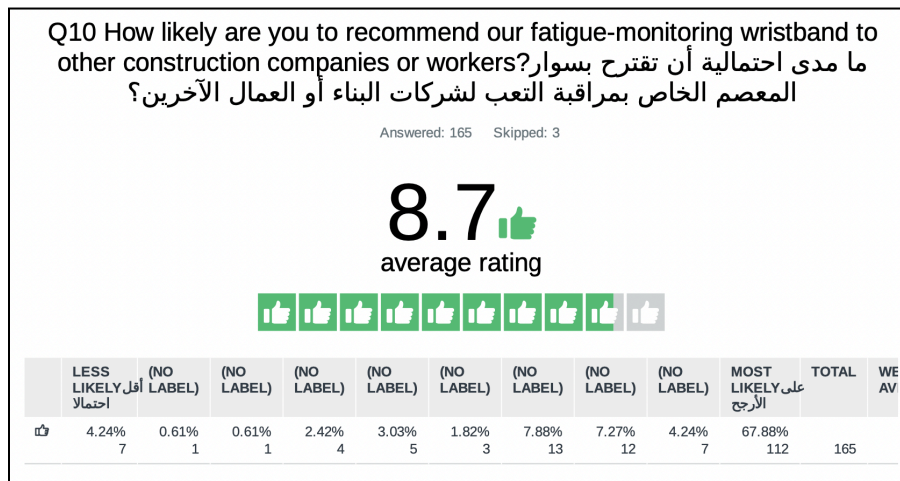 Q10 How likely are you to recommend our fatigue-monitoring wristband to
other construction companies or workers?ما مدى احتمالية أن تقترح بسوار
المعصم الخاص بمراقبة التعب لشركات البناء أو العمال الآخرين؟
Answered: 165 Skipped: 3
8.7
average rating
LESS LIKELYأقل احتمالا (NO LABEL) (NO LABEL) (NO LABEL) (NO LABEL) (NO LABEL) (NO LABEL) (NO LABEL) (NO LABEL) MOST LIKELYعلى الأرجح TOTAL
4.24% 0.61% 0.61% 2.42% 3.03% 1.82% 7.88% 7.27% 4.24% 67.88%
7 1 1 4 5 3 13 12 7 112 165